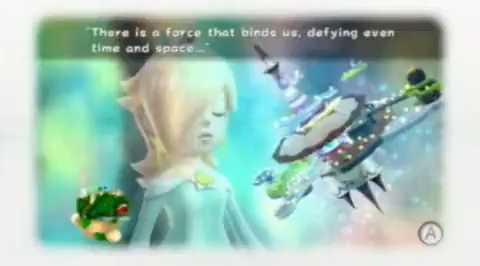 "There is a force that binds us, defying even
time and space..."
A